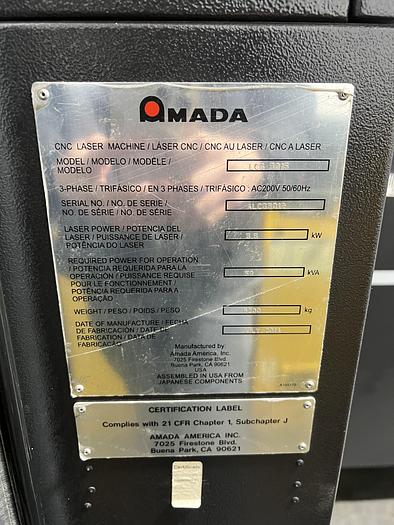 AMADA
CNC LASER MACHINE / LÁSER CNC / CNC AU LASER / CNC A LASER
MODEL / MODELO / MODÈLE /
MODELO
3-PHASE / TRIFÁSICO / EN 3 PHASES / TRIFÁSICO : AC200V 50/60Hz
SERIAL NO. / NO. DE SERIE /
NO. DE SÉRIE / NO. DE SÉRIE
LASER POWER / POTENCIA DEL
LÁSER / PUISSANCE DE LASER /
POTÊNCIA DO LASER
kW
REQUIRED POWER FOR OPERATION
/ POTENCIA REQUERIDA PARA LA
OPERACIÓN / PUISSANCE REQUISE
POUR LE FONCTIONNEMENT /
POTÊNCIA REQUERIDA PARA A
OPERAÇÃO
kVA
WEIGHT / PESO / POIDS / PESO
kg
DATE OF MANUFACTURE / FECHA
DE FABRICACIÓN / DATE DE
FABRICATION / DATA DE
FABRICAÇÃO
Manufactured by:
Amada America, Inc.
7025 Firestone Blvd.
Buena Park, CA 90621
USA
ASSEMBLED IN USA FROM
JAPANESE COMPONENTS
CERTIFICATION LABEL
Complies with 21 CFR Chapter 1, Subchapter J
AMADA AMERICA INC.
7025 Firestone Blvd.
Buena Park, CA 90621